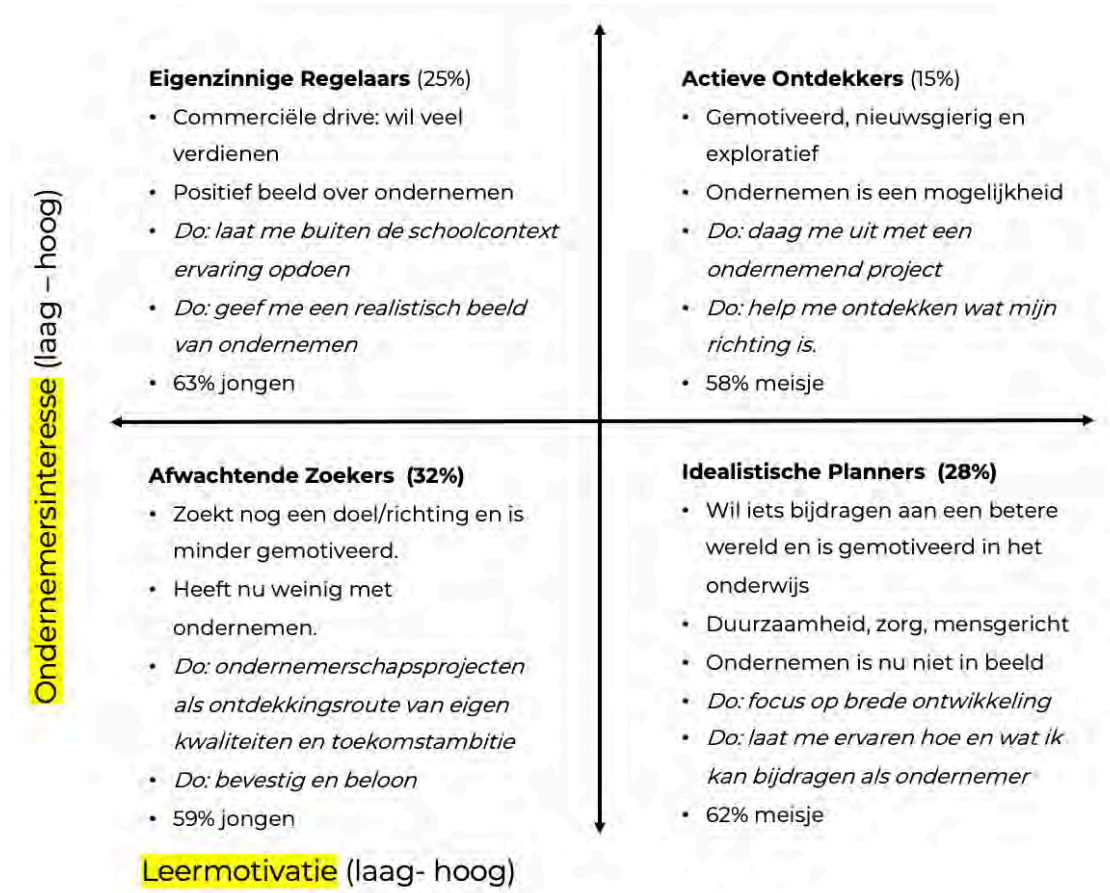 Eigenzinnige Regelaars (25%)
• Commerciële drive: wil veel
verdienen
• Positief beeld over ondernemen
• Do: laat me buiten de schoolcontext
ervaring opdoen
• Do: geef me een realistisch beeld
van ondernemen
• 63% jongen
Actieve Ontdekkers (15%)
• Gemotiveerd, nieuwsgierig en
exploratief
• Ondernemen is een mogelijkheid
• Do: daag me uit met een
ondernemend project
• Do: help me ontdekken wat mijn
richting is.
• 58% meisje
Ondernemersinteresse (laag – hoog)
Afwachtende Zoekers (32%)
• Zoekt nog een doel/richting en is
minder gemotiveerd.
• Heeft nu weinig met
ondernemen.
• Do: ondernemerschapsprojecten
als ontdekkingsroute van eigen
kwaliteiten en toekomstambitie
• Do: bevestig en beloon
• 59% jongen
Idealistische Planners (28%)
• Wil iets bijdragen aan een betere
wereld en is gemotiveerd in het
onderwijs
• Duurzaamheid, zorg, mensgericht
• Ondernemen is nu niet in beeld
• Do: focus op brede ontwikkeling
• Do: laat me ervaren hoe en wat ik
kan bijdragen als ondernemer
• 62% meisje
Leermotivatie (laag- hoog)